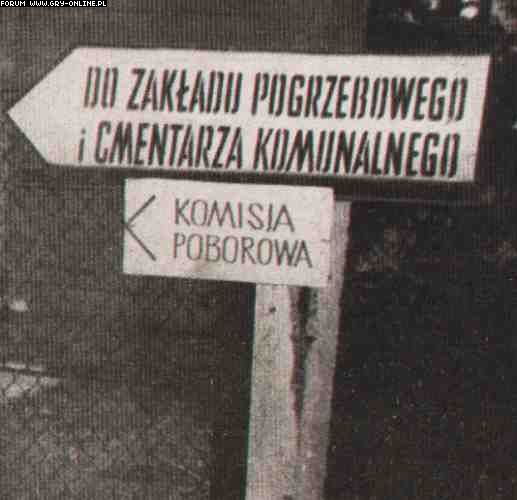 FORUM WWW.GRY-ONLINE.PL
DO ZAKŁADU POGRZEBOWEGO
i CMENTARZA KOMUNALNEGO
KOMISJA
POBOROWA